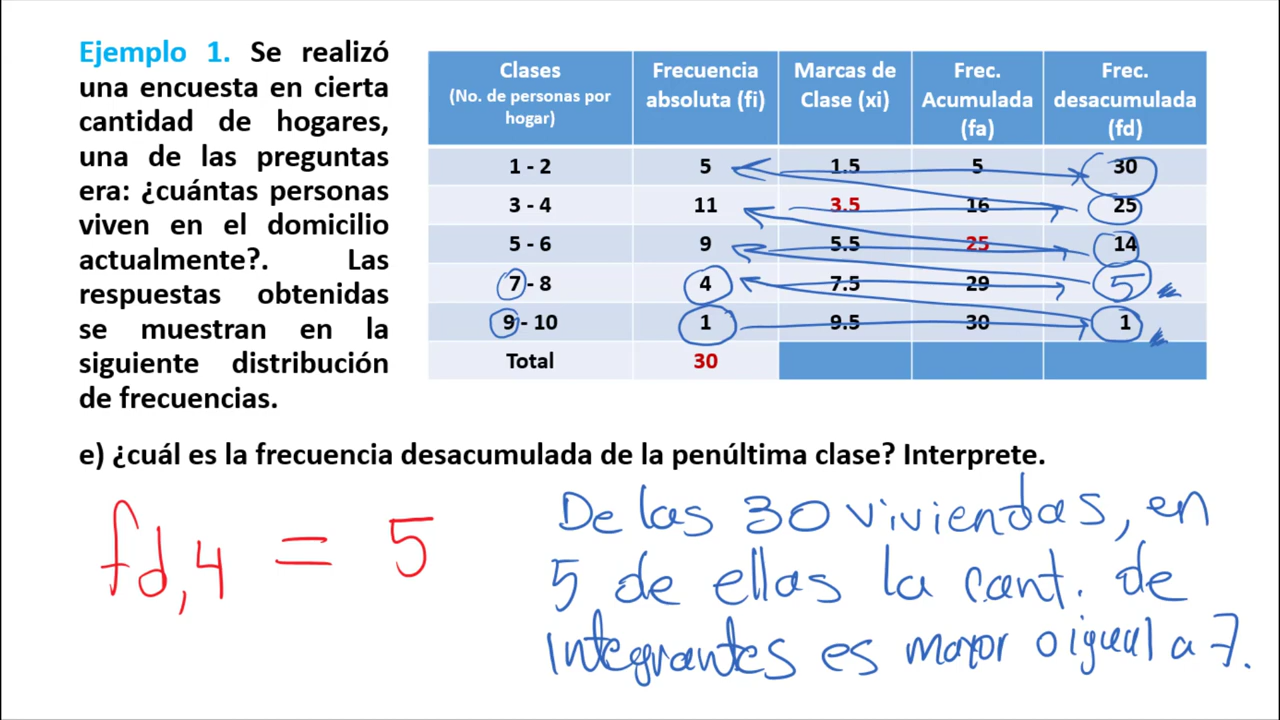 Ejemplo 1. Se realizó
una encuesta en cierta
cantidad de hogares,
una de las preguntas
era: ¿cuántas personas
viven en el domicilio
actualmente?. Las
respuestas obtenidas
se muestran en la
siguiente distribución
de frecuencias.
Clases (No. de personas por hogar) Frecuencia absoluta (fi) Marcas de Clase (xi) Frec. Acumulada (fa) Frec. desacumulada (fd)
1 - 2 5 1.5 5 30
3 - 4 11 3.5 16 25
5 - 6 9 5.5 25 14
7 - 8 4 7.5 29 5
9 - 10 1 9.5 30 1
Total 30
e) ¿cuál es la frecuencia desacumulada de la penúltima clase? Interprete.
fd,4 = 5
De las 30 viviendas, en
5 de ellas la cant. de
integrantes es mayor o igual a 7.